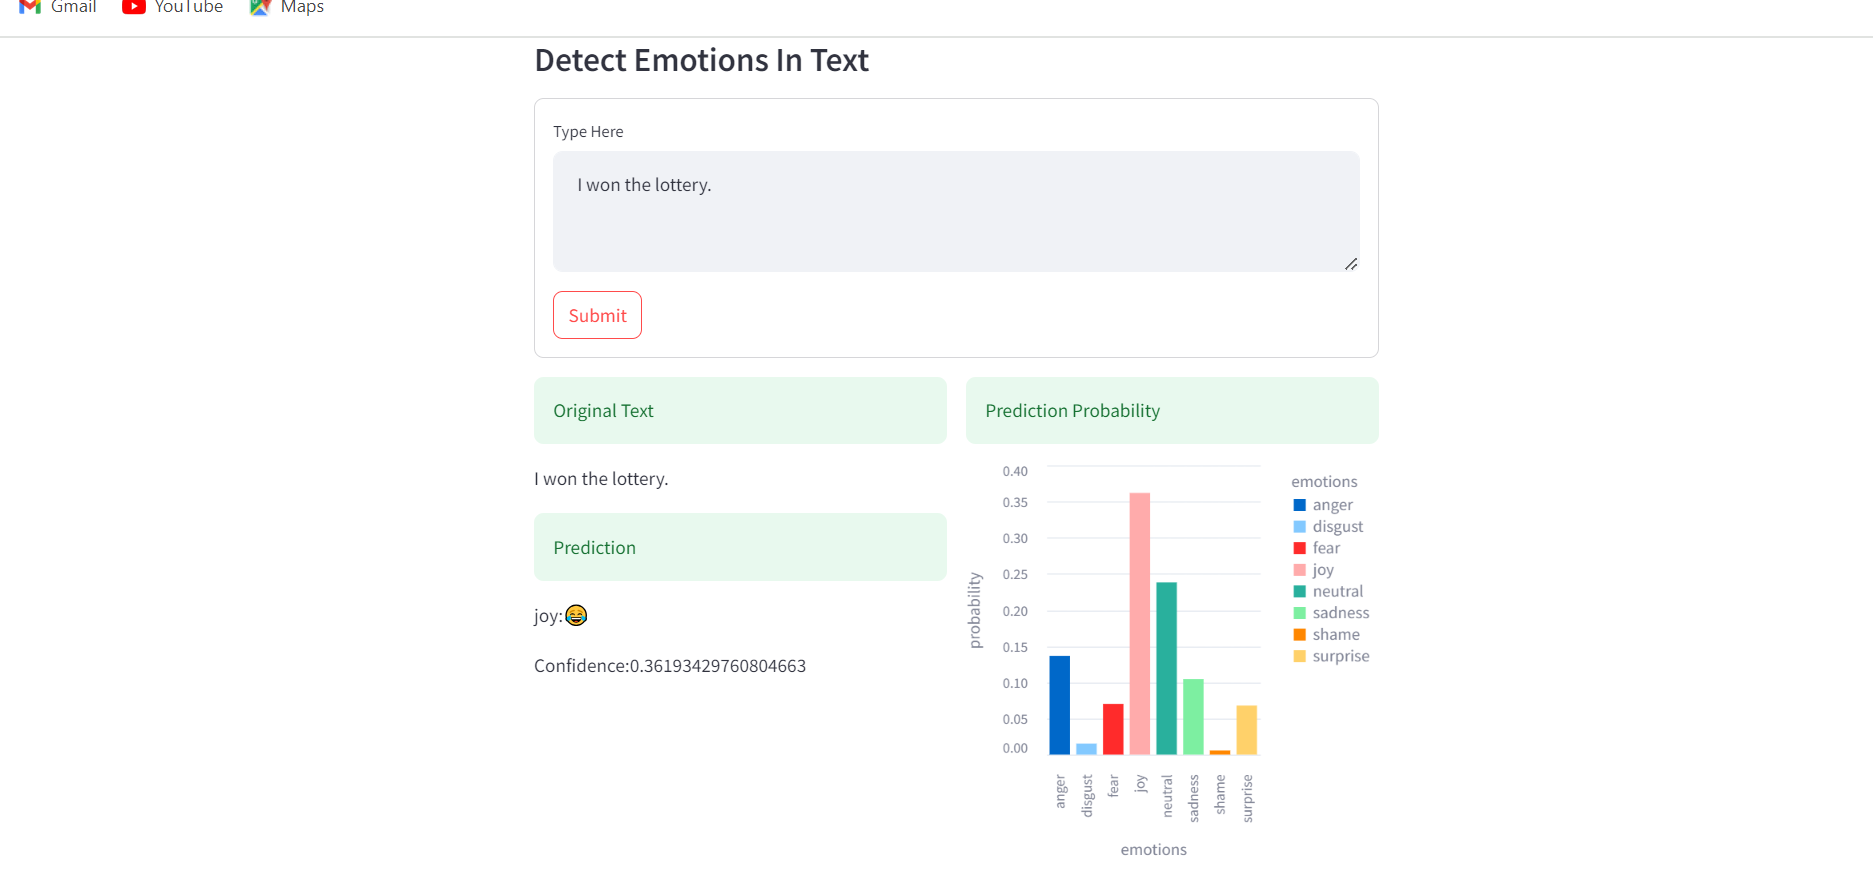 Gmail YouTube Maps
Detect Emotions In Text
Type Here
I won the lottery.
Submit
Original Text
I won the lottery.
Prediction
joy:😂
Confidence:0.36193429760804663
Prediction Probability
0.40
0.35
0.30
0.25
0.20
0.15
0.10
0.05
0.00
probability
anger
disgust
fear
joy
neutral
sadness
shame
surprise
emotions
emotions
anger
disgust
fear
joy
neutral
sadness
shame
surprise